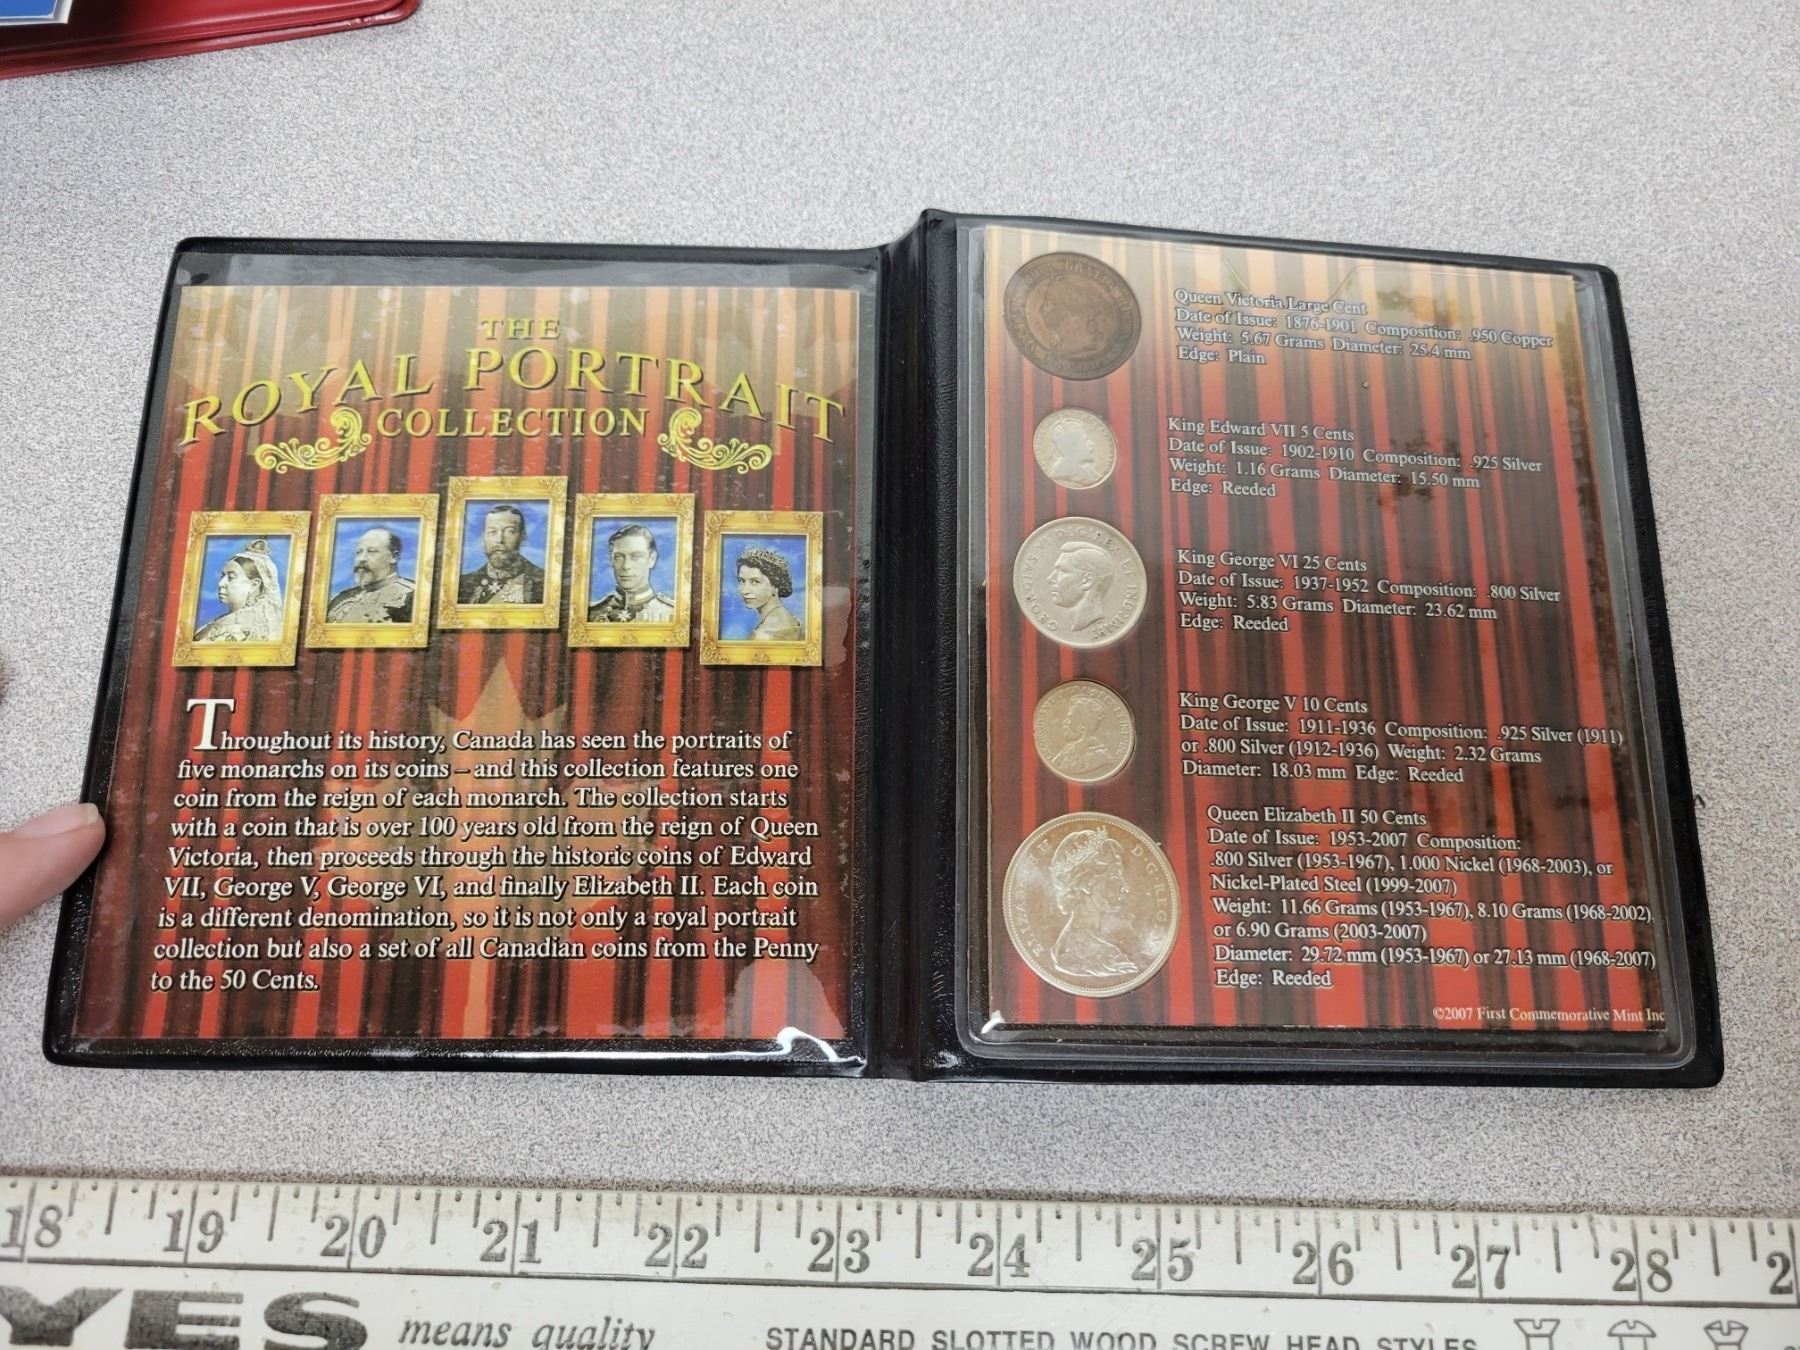 THE
ROYAL PORTRAIT
COLLECTION
Throughout its history, Canada has seen the portraits of
five monarchs on its coins – and this collection features one
coin from the reign of each monarch. The collection starts
with a coin that is over 100 years old from the reign of Queen
Victoria, then proceeds through the historic coins of Edward
VII, George V, George VI, and finally Elizabeth II. Each coin
is a different denomination, so it is not only a royal portrait
collection but also a set of all Canadian coins from the Penny
to the 50 Cents.
Queen Victoria Large Cent
Date of Issue: 1876-1901 Composition: .950 Copper
Weight: 5.67 Grams Diameter: 25.4 mm
Edge: Plain
King Edward VII 5 Cents
Date of Issue: 1902-1910 Composition: .925 Silver
Weight: 1.16 Grams Diameter: 15.50 mm
Edge: Reeded
King George VI 25 Cents
Date of Issue: 1937-1952 Composition: .800 Silver
Weight: 5.83 Grams Diameter: 23.62 mm
Edge: Reeded
King George V 10 Cents
Date of Issue: 1911-1936 Composition: .925 Silver (1911)
or .800 Silver (1912-1936) Weight: 2.32 Grams
Diameter: 18.03 mm Edge: Reeded
Queen Elizabeth II 50 Cents
Date of Issue: 1953-2007 Composition:
.800 Silver (1953-1967), 1.000 Nickel (1968-2003), or
Nickel-Plated Steel (1999-2007)
Weight: 11.66 Grams (1953-1967), 8.10 Grams (1968-2002),
or 6.90 Grams (2003-2007)
Diameter: 29.72 mm (1953-1967) or 27.13 mm (1968-2007)
Edge: Reeded
©2007 First Commemorative Mint Inc
18 19 20 21 22 23 24 25 26 27 28 2
YES means quality STANDARD SLOTTED WOOD SCREW HEAD STYLES